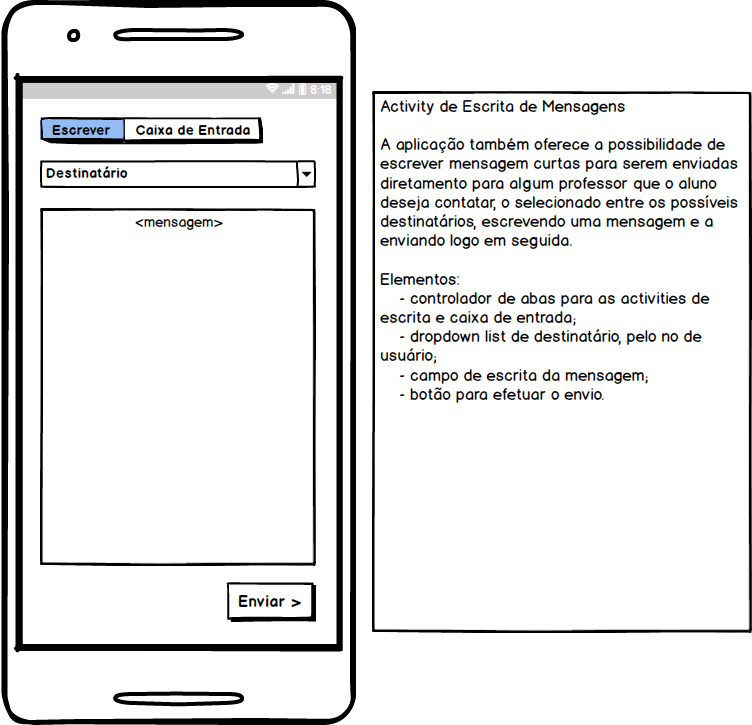 8:18
Escrever Caixa de Entrada
Destinatário
<mensagem>
Enviar >
Activity de Escrita de Mensagens
A aplicação também oferece a possibilidade de
escrever mensagem curtas para serem enviadas
diretamento para algum professor que o aluno
deseja contatar, o selecionado entre os possíveis
destinatários, escrevendo uma mensagem e a
enviando logo em seguida.
Elementos:
- controlador de abas para as activities de
escrita e caixa de entrada;
- dropdown list de destinatário, pelo no de
usuário;
- campo de escrita da mensagem;
- botão para efetuar o envio.